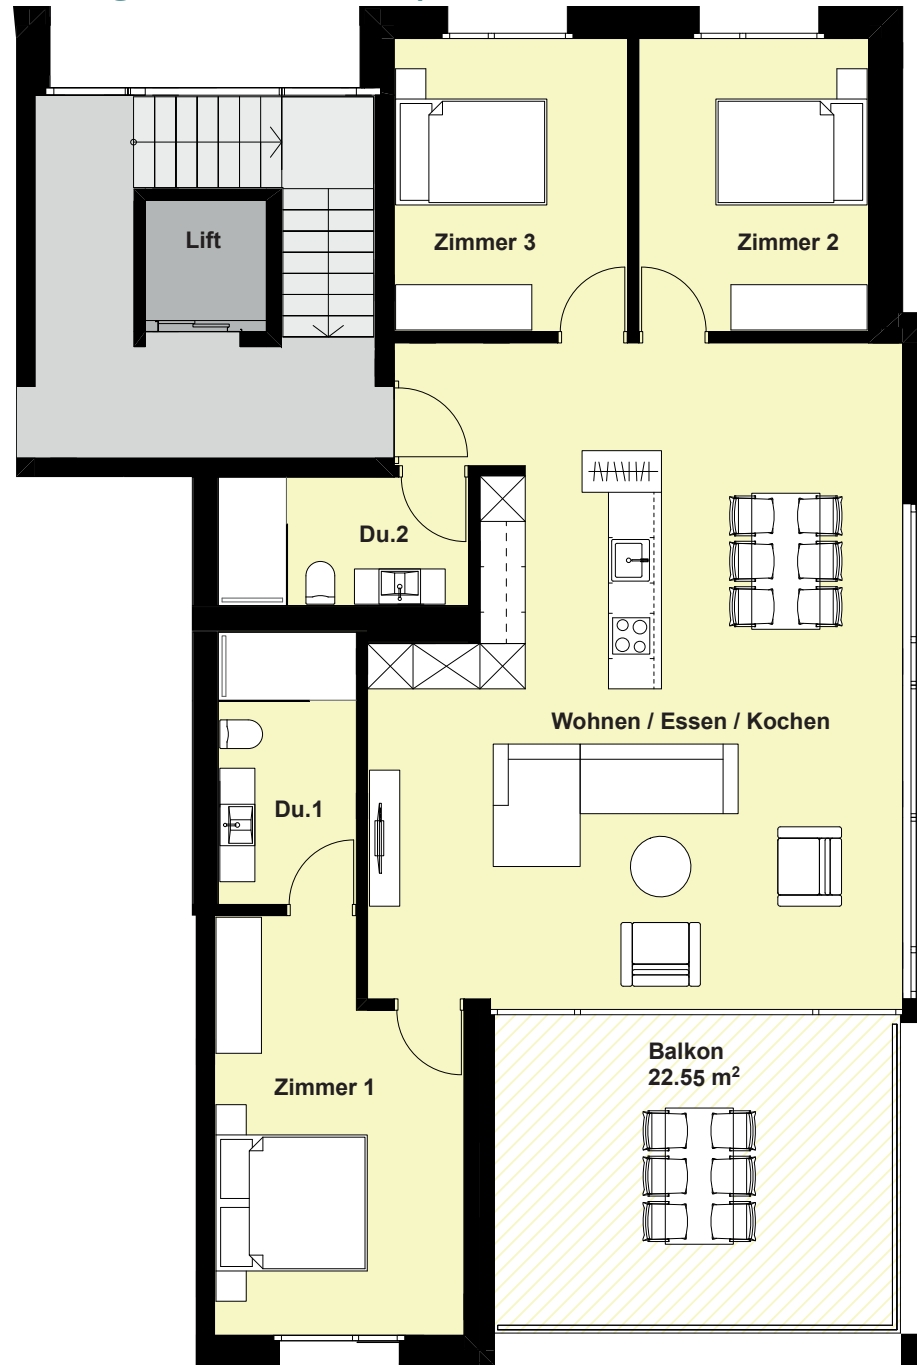 Lift
Zimmer 3
Zimmer 2
Du.2
Wohnen / Essen / Kochen
Du.1
Balkon
22.55 m²
Zimmer 1